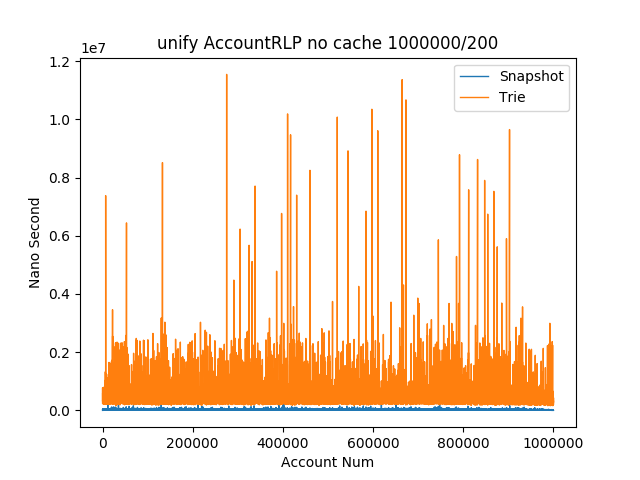 unify AccountRLP no cache 1000000/200
1e7
1.2
1.0
0.8
0.6
0.4
0.2
0.0
Nano Second
Snapshot
Trie
0 200000 400000 600000 800000 1000000
Account Num